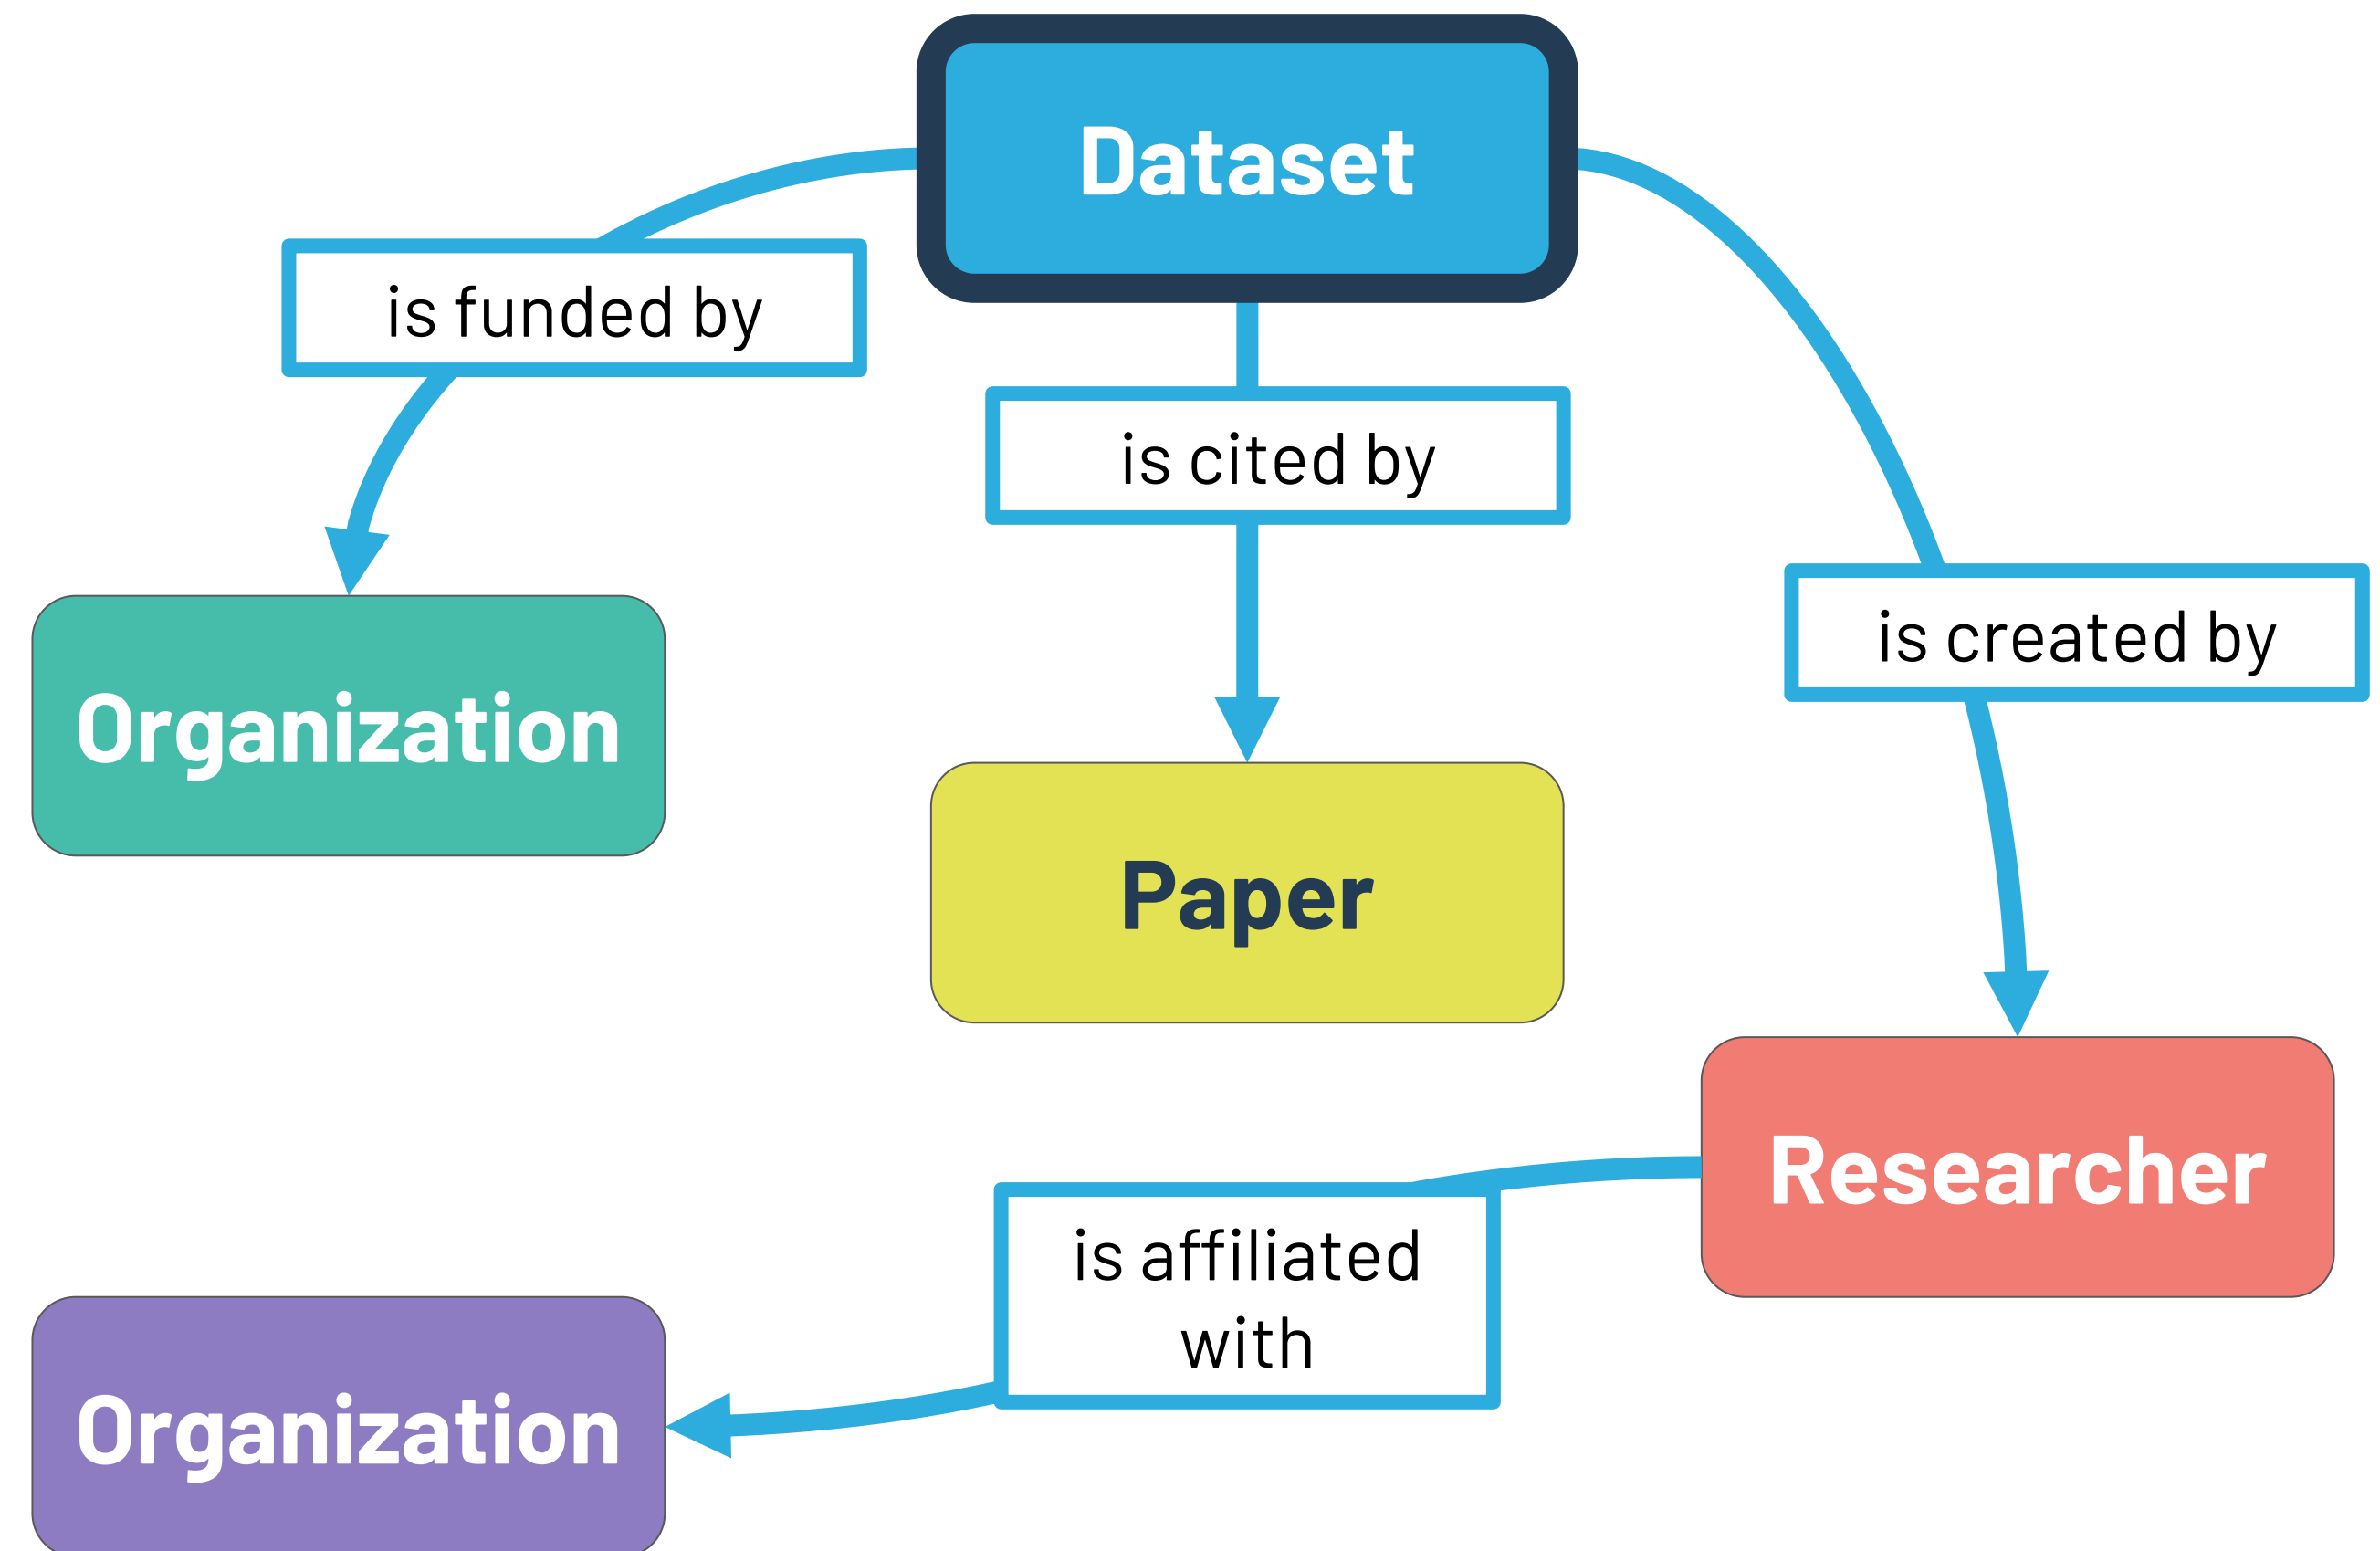 Dataset
is funded by
is cited by
is created by
Organization
Paper
Researcher
is affiliated
with
Organization